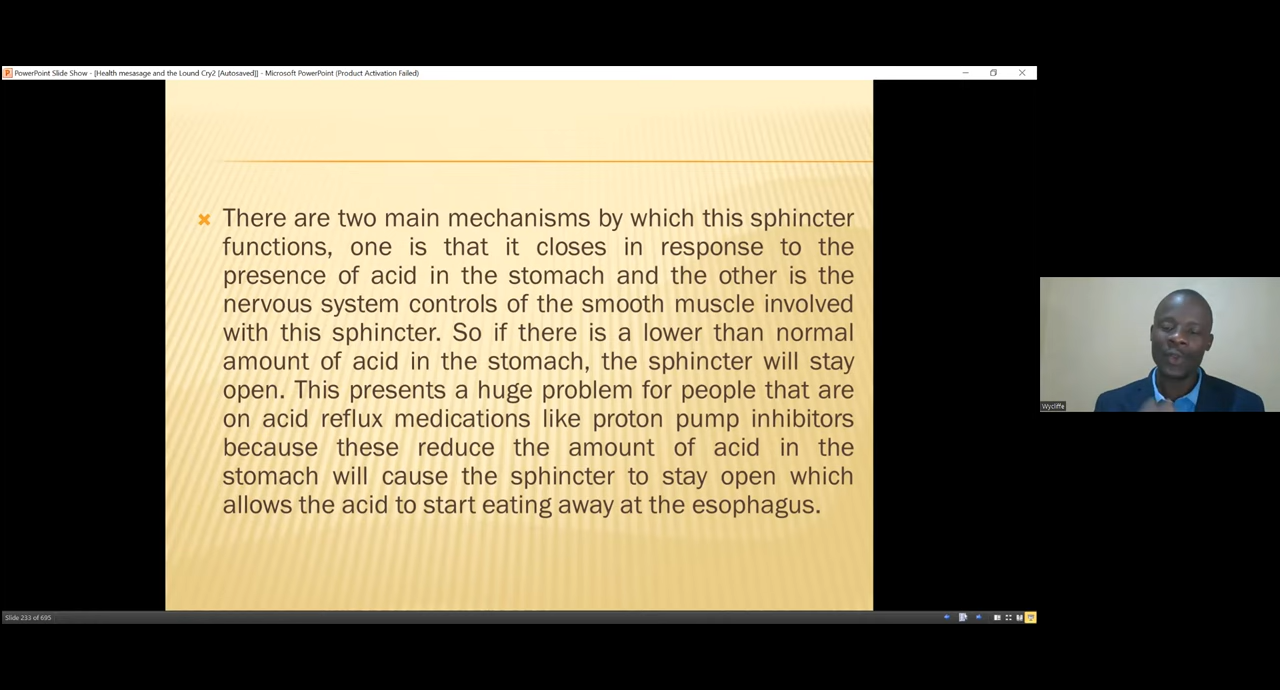 PowerPoint Slide Show - [Health mesasage and the Lound Cry2 [Autosaved]] - Microsoft PowerPoint (Product Activation Failed)
There are two main mechanisms by which this sphincter
functions, one is that it closes in response to the
presence of acid in the stomach and the other is the
nervous system controls of the smooth muscle involved
with this sphincter. So if there is a lower than normal
amount of acid in the stomach, the sphincter will stay
open. This presents a huge problem for people that are
on acid reflux medications like proton pump inhibitors
because these reduce the amount of acid in the
stomach will cause the sphincter to stay open which
allows the acid to start eating away at the esophagus.
Wycliffe
Slide 233 of 695